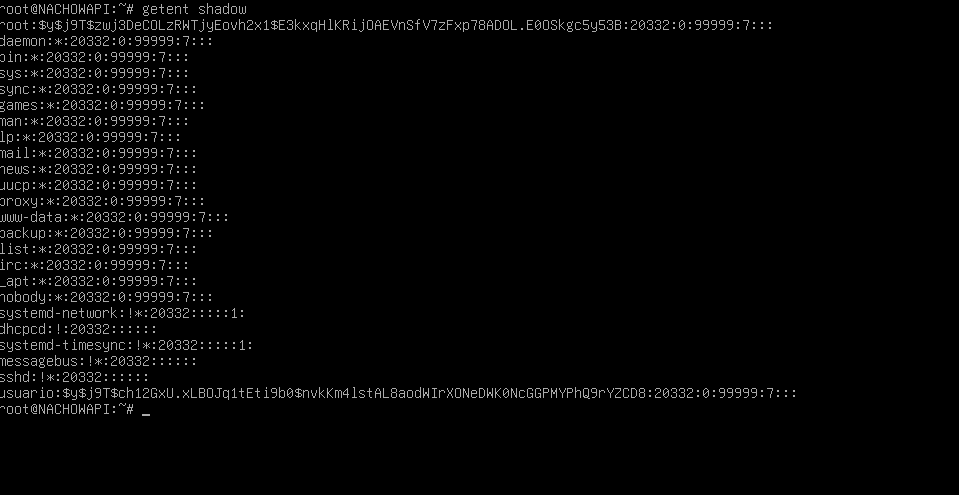 root@NACHOWAPI:~# getent shadow
root:$y$j9T$zwj3DeCOLzRWTjyEovh2x1$E3kxqHlKRijOAEVnSfV7zFxp78ADOL.E0OSkgc5y53B:20332:0:99999:7:::
daemon:*:20332:0:99999:7:::
bin:*:20332:0:99999:7:::
sys:*:20332:0:99999:7:::
sync:*:20332:0:99999:7:::
games:*:20332:0:99999:7:::
man:*:20332:0:99999:7:::
lp:*:20332:0:99999:7:::
mail:*:20332:0:99999:7:::
news:*:20332:0:99999:7:::
uucp:*:20332:0:99999:7:::
proxy:*:20332:0:99999:7:::
www-data:*:20332:0:99999:7:::
backup:*:20332:0:99999:7:::
list:*:20332:0:99999:7:::
irc:*:20332:0:99999:7:::
_apt:*:20332:0:99999:7:::
nobody:*:20332:0:99999:7:::
systemd-network:!*:20332:::::1:
dhcpcd:!:20332::::::
systemd-timesync:!*:20332:::::1:
messagebus:!*:20332::::::
sshd:!*:20332::::::
usuario:$y$j9T$ch12GxU.xLBOJq1tEti9b0$nvkKm4lstAL8aodWIrXONeDWK0NcGGPMYPhQ9rYZCD8:20332:0:99999:7:::
root@NACHOWAPI:~# _